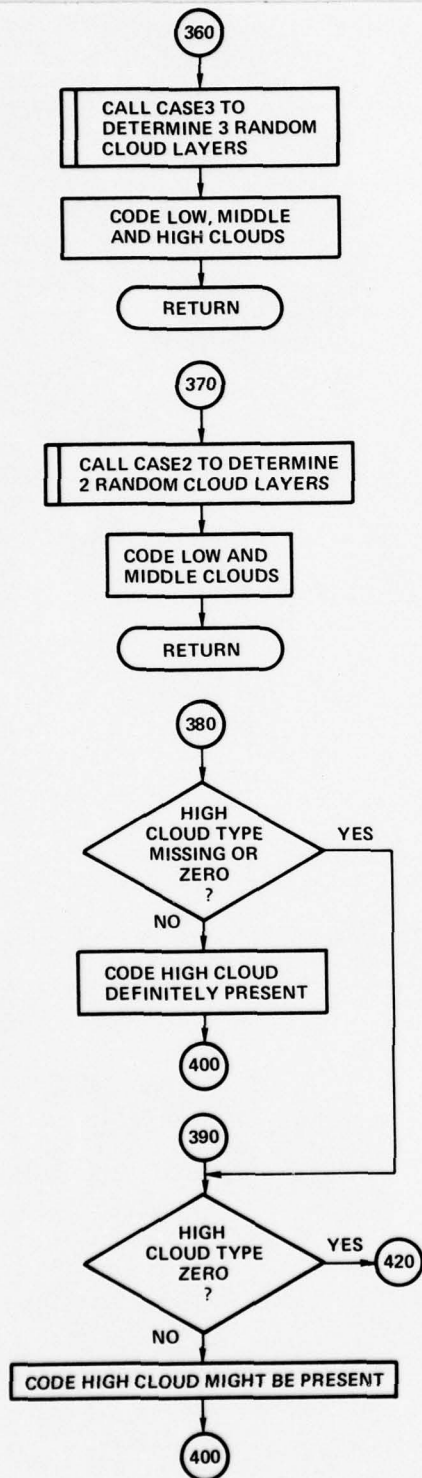 360
CALL CASE3 TO
DETERMINE 3 RANDOM
CLOUD LAYERS
CODE LOW, MIDDLE
AND HIGH CLOUDS
RETURN
370
CALL CASE2 TO DETERMINE
2 RANDOM CLOUD LAYERS
CODE LOW AND
MIDDLE CLOUDS
RETURN
380
HIGH
CLOUD TYPE
MISSING OR
ZERO
?
YES
NO
CODE HIGH CLOUD
DEFINITELY PRESENT
400
390
HIGH
CLOUD TYPE
ZERO
?
YES
420
NO
CODE HIGH CLOUD MIGHT BE PRESENT
400